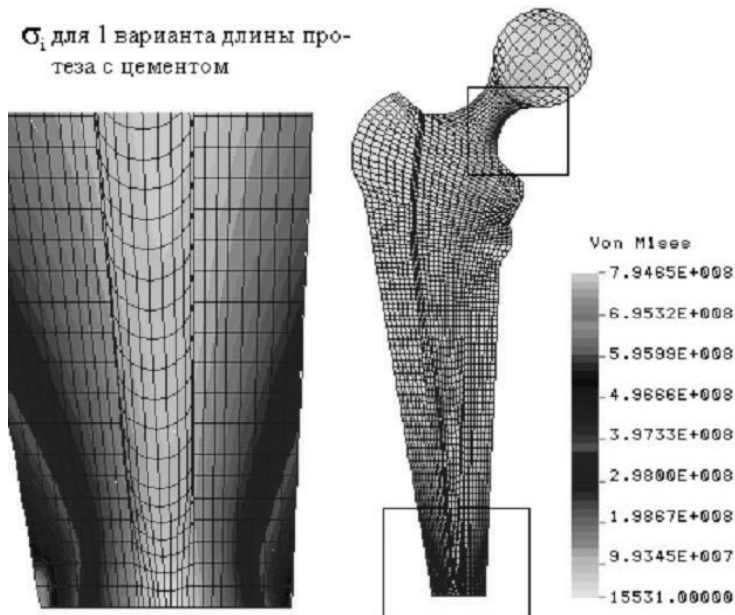 σi для 1 варианта длины про-
теза с цементом
Von Mises
7.9465E+008
6.9532E+008
5.9599E+008
4.9666E+008
3.9733E+008
2.9800E+008
1.9867E+008
9.9345E+007
15531.00000